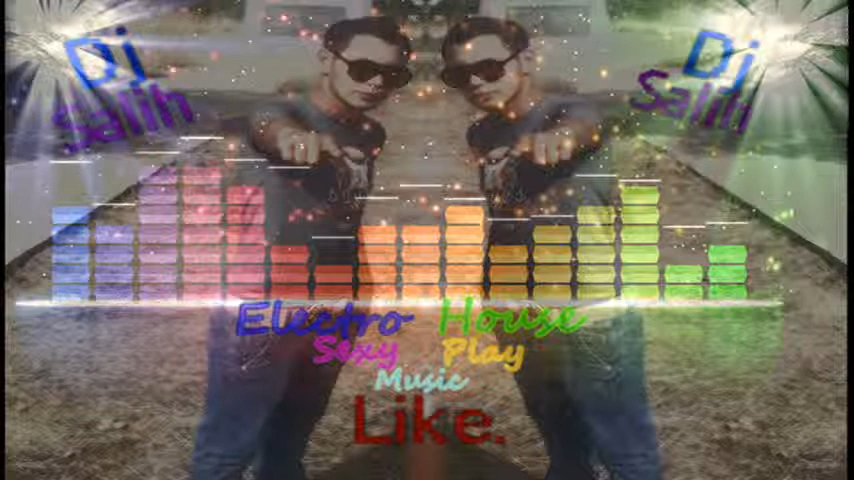 Dj Dj
Salih Salih
Electro House
Sexy Play
Music
Like.